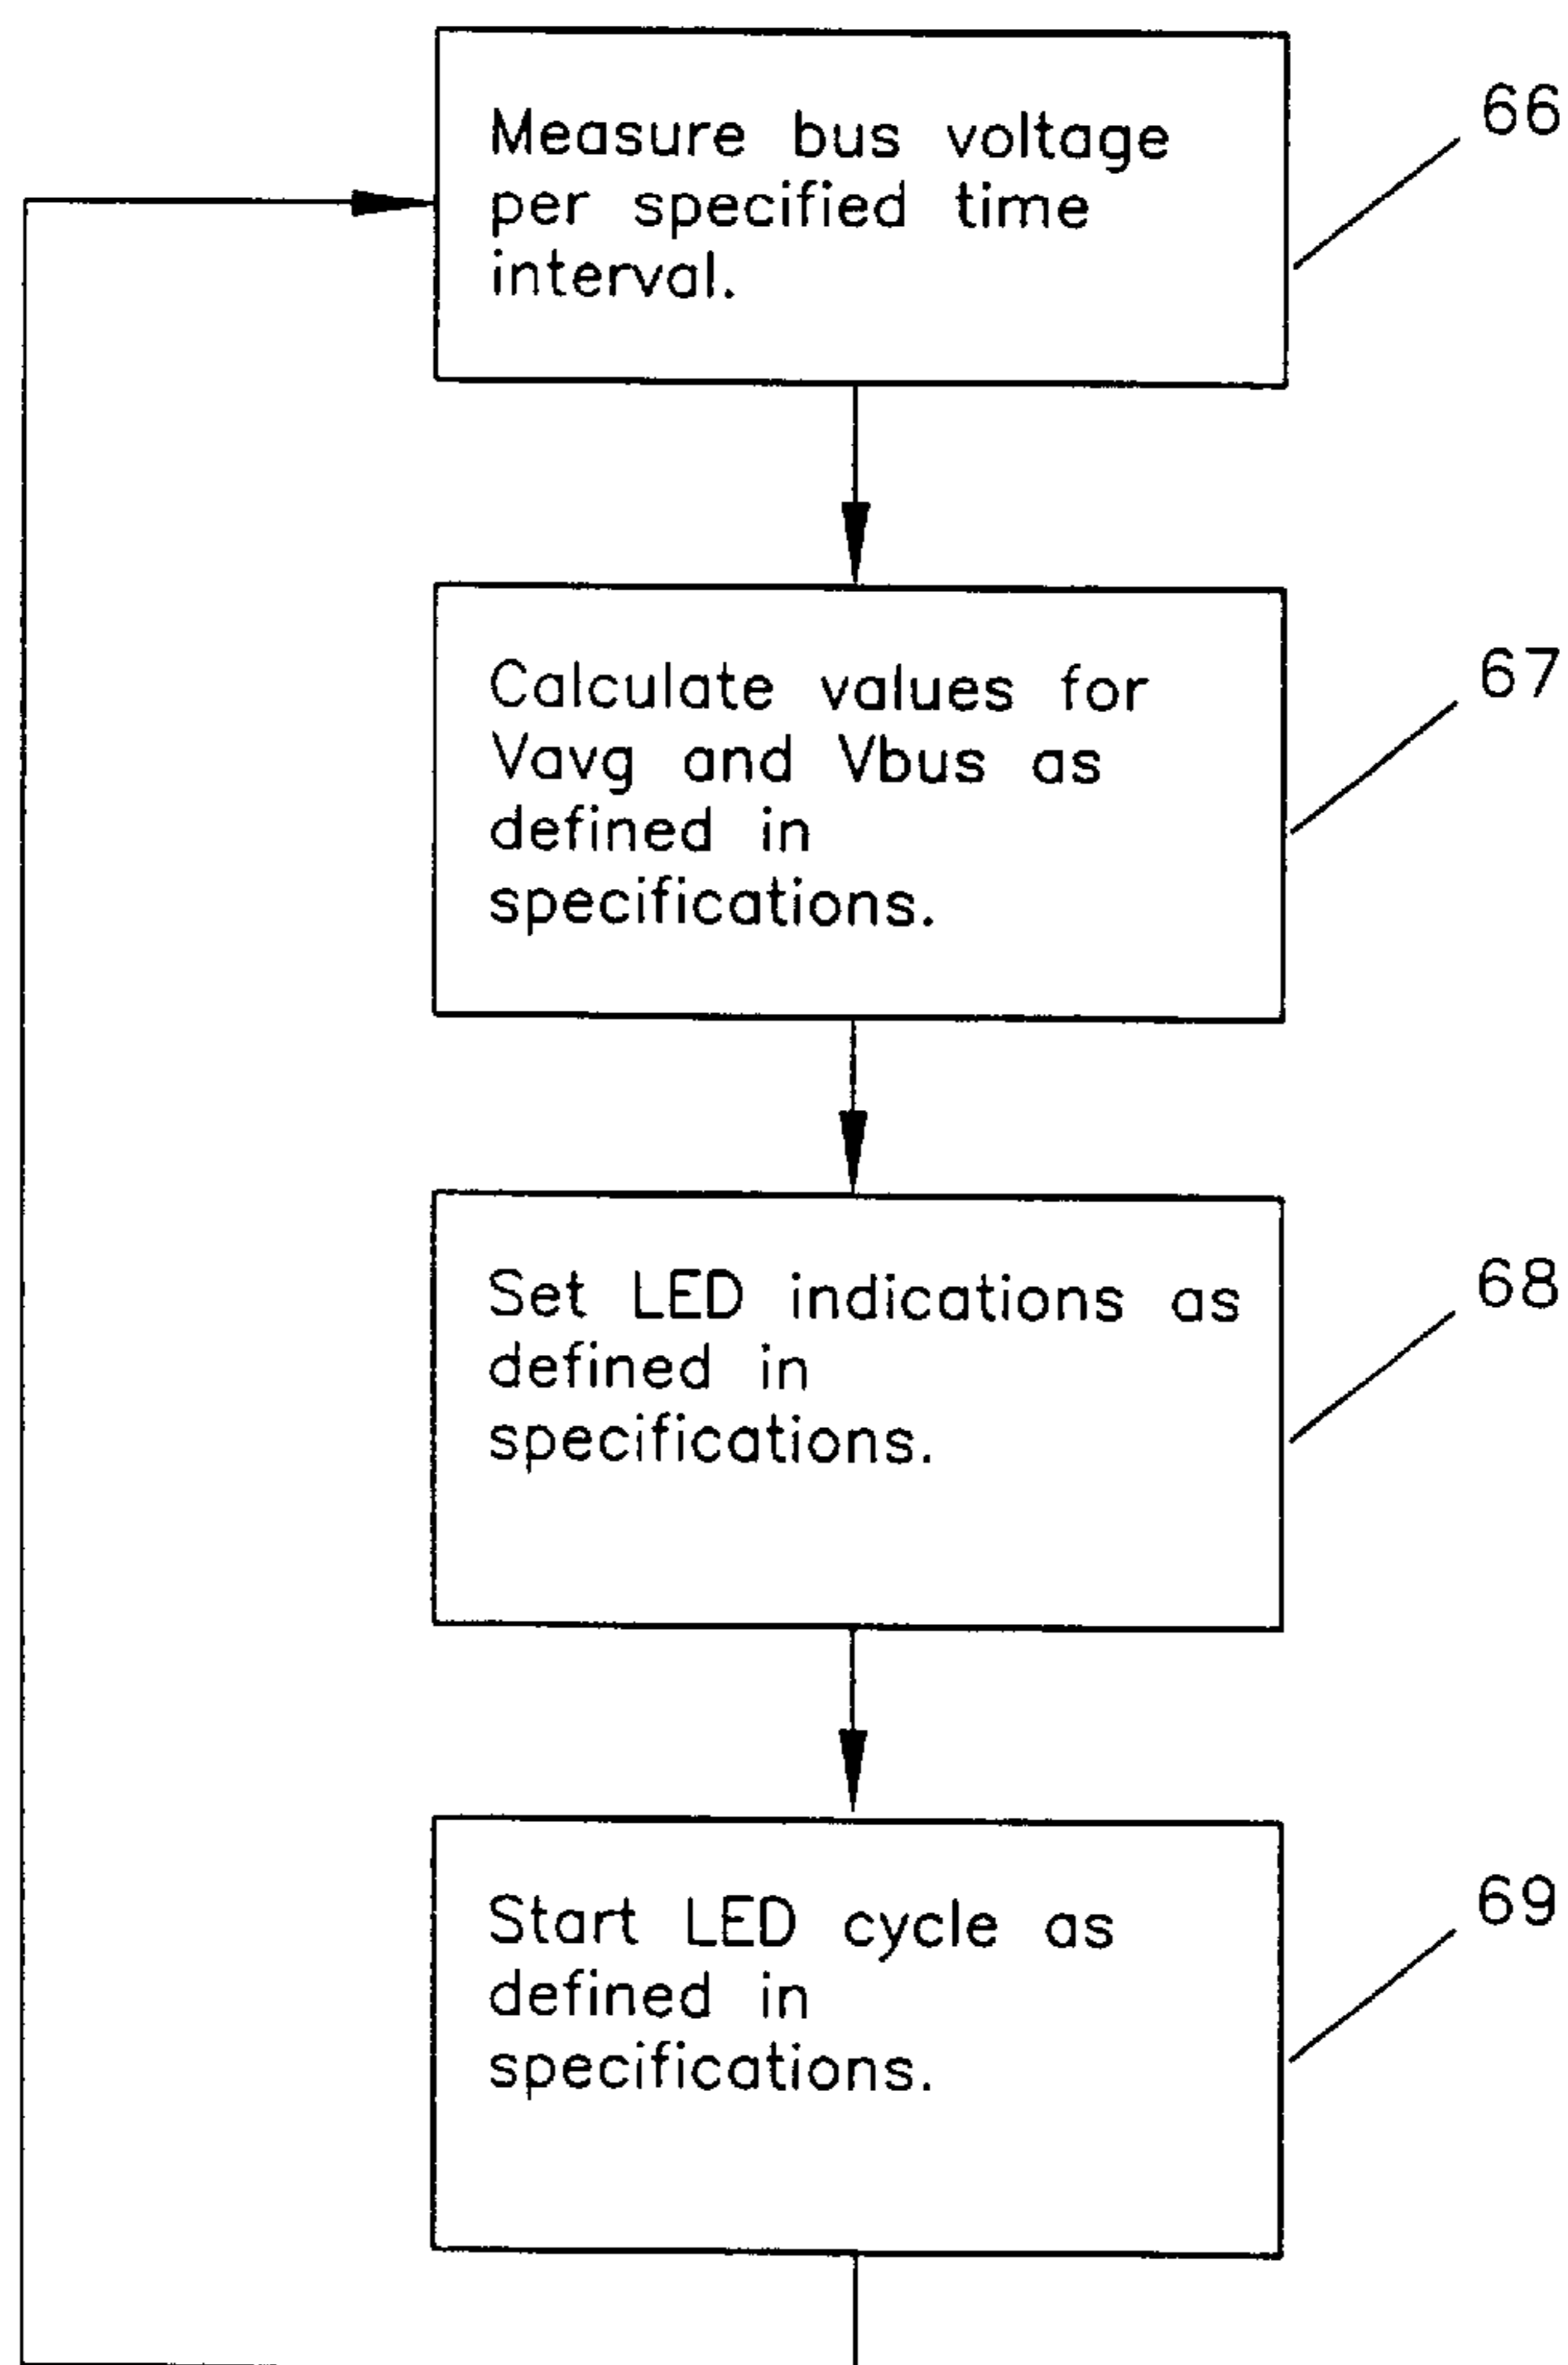 Measure bus voltage
per specified time
interval.
66
Calculate values for
Vavg and Vbus as
defined in
specifications.
67
Set LED indications as
defined in
specifications.
68
Start LED cycle as
defined in
specifications.
69